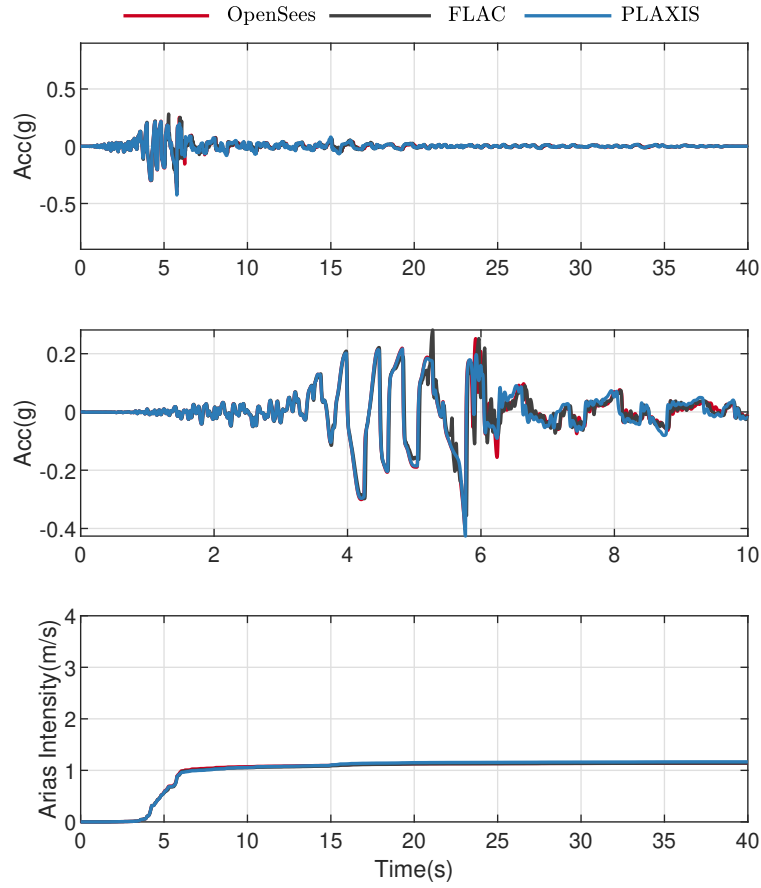 OpenSees FLAC PLAXIS
0.5
0
-0.5
Acc(g)
0 5 10 15 20 25 30 35 40
0.2
0
-0.2
-0.4
Acc(g)
0 2 4 6 8 10
4
3
2
1
0
Arias Intensity(m/s)
0 5 10 15 20 25 30 35 40
Time(s)